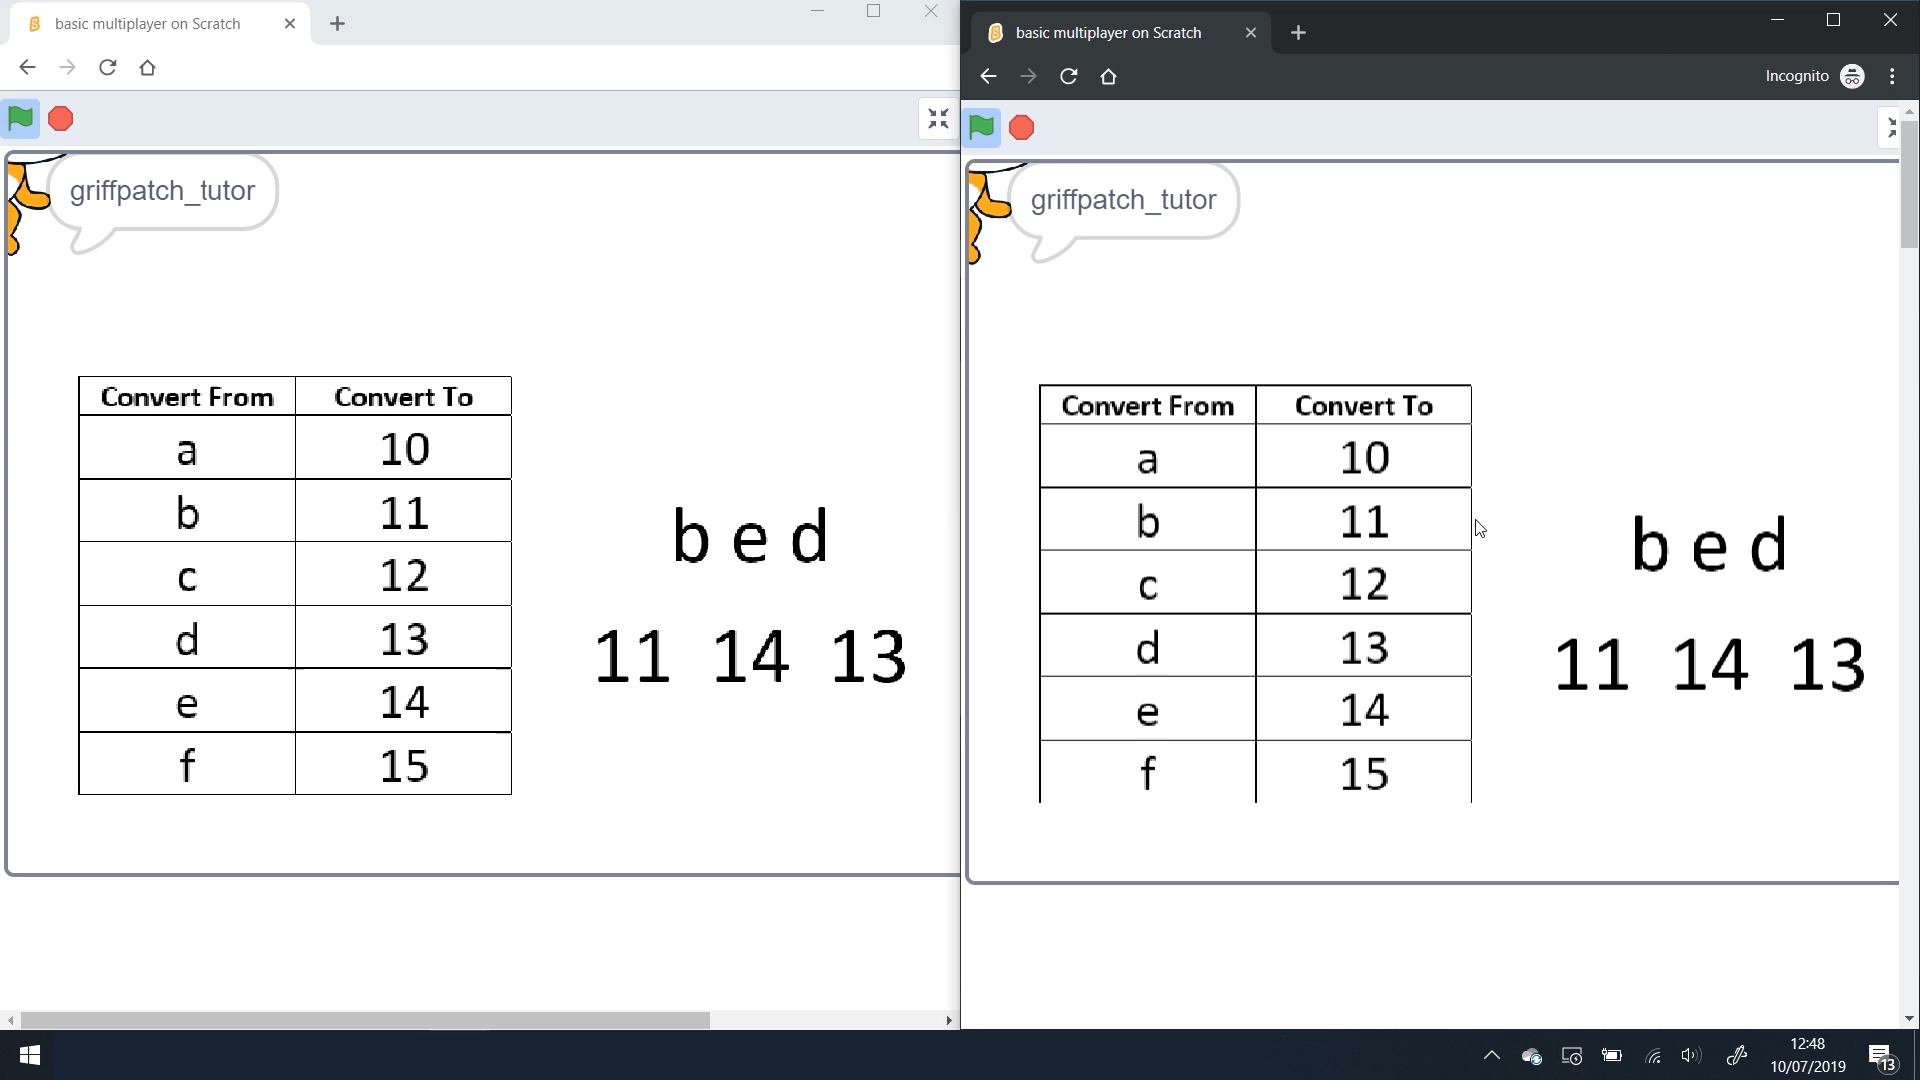 basic multiplayer on Scratch
griffpatch_tutor
Convert From Convert To
a 10
b 11
c 12
d 13
e 14
f 15
b e d
11 14 13
basic multiplayer on Scratch
Incognito
griffpatch_tutor
Convert From Convert To
a 10
b 11
c 12
d 13
e 14
f 15
b e d
11 14 13
12:48
10/07/2019
13